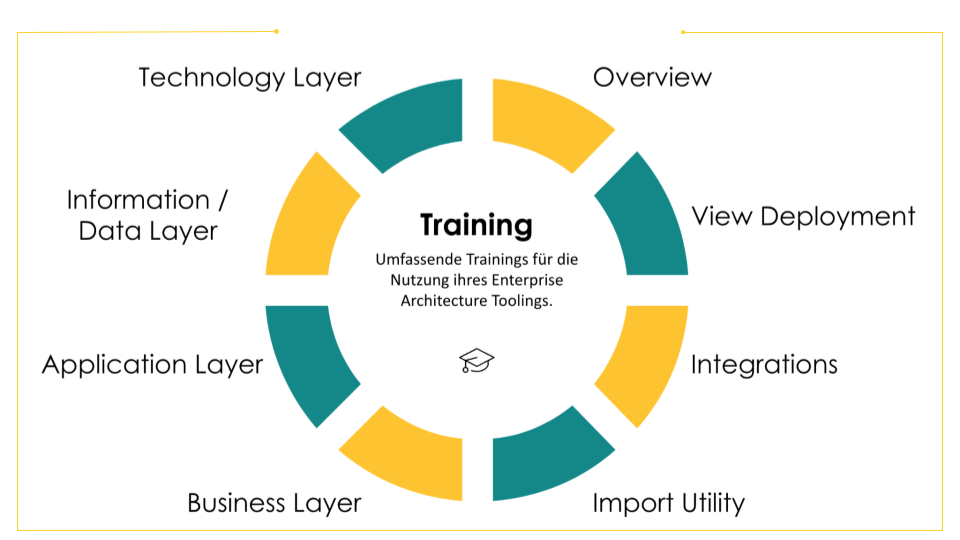 Technology Layer
Overview
Information /
Data Layer
View Deployment
Training
Umfassende Trainings für die
Nutzung ihres Enterprise
Architecture Toolings.
Application Layer
Integrations
Business Layer
Import Utility